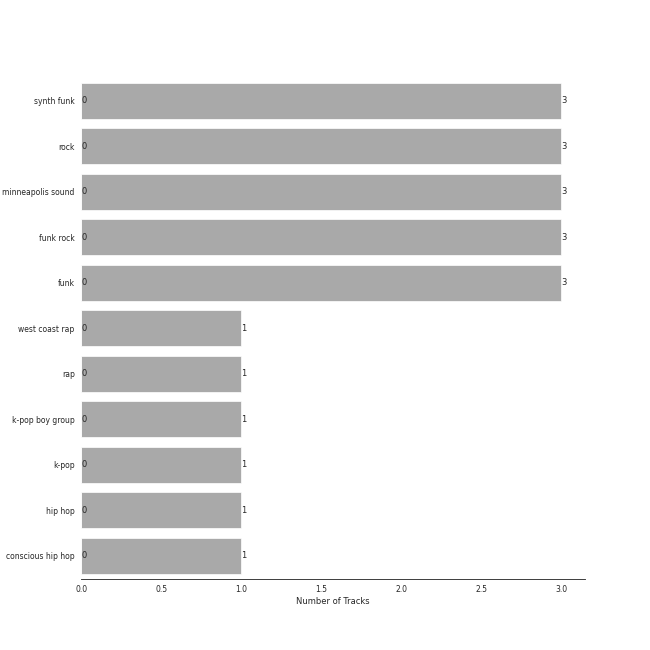 synth funk 0 3
rock 0 3
minneapolis sound 0 3
funk rock 0 3
funk 0 3
west coast rap 0 1
rap 0 1
k-pop boy group 0 1
k-pop 0 1
hip hop 0 1
conscious hip hop 0 1
0.0 0.5 1.0 1.5 2.0 2.5 3.0
Number of Tracks